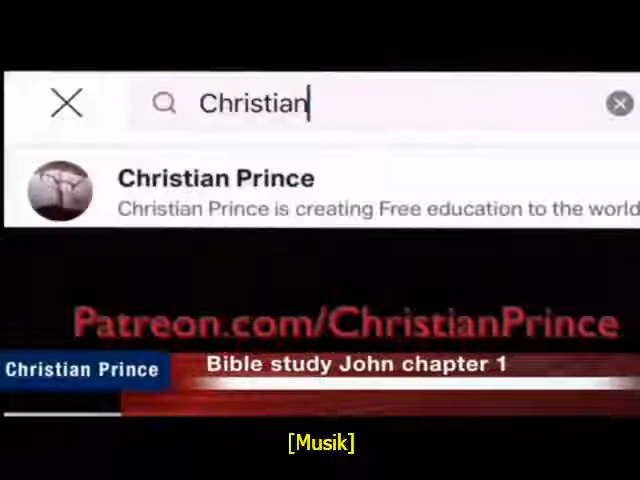 Christian
Christian Prince
Christian Prince is creating Free education to the world
Patreon.com/ChristianPrince
Christian Prince
Bible study John chapter 1
[Musik]